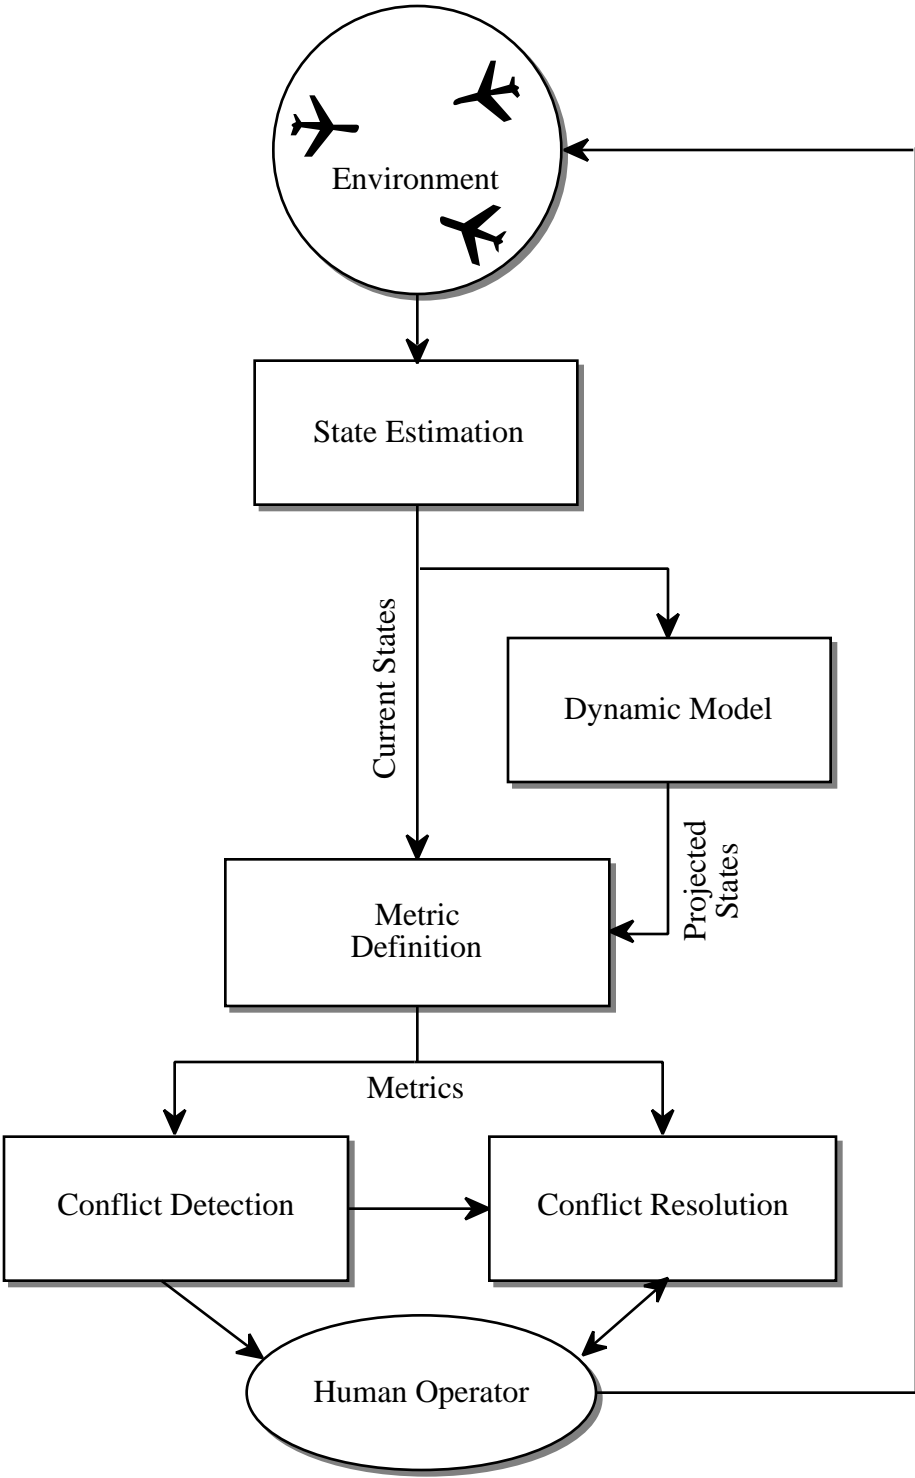 Environment
State Estimation
Current States
Dynamic Model
Projected
States
Metric
Definition
Metrics
Conflict Detection
Conflict Resolution
Human Operator